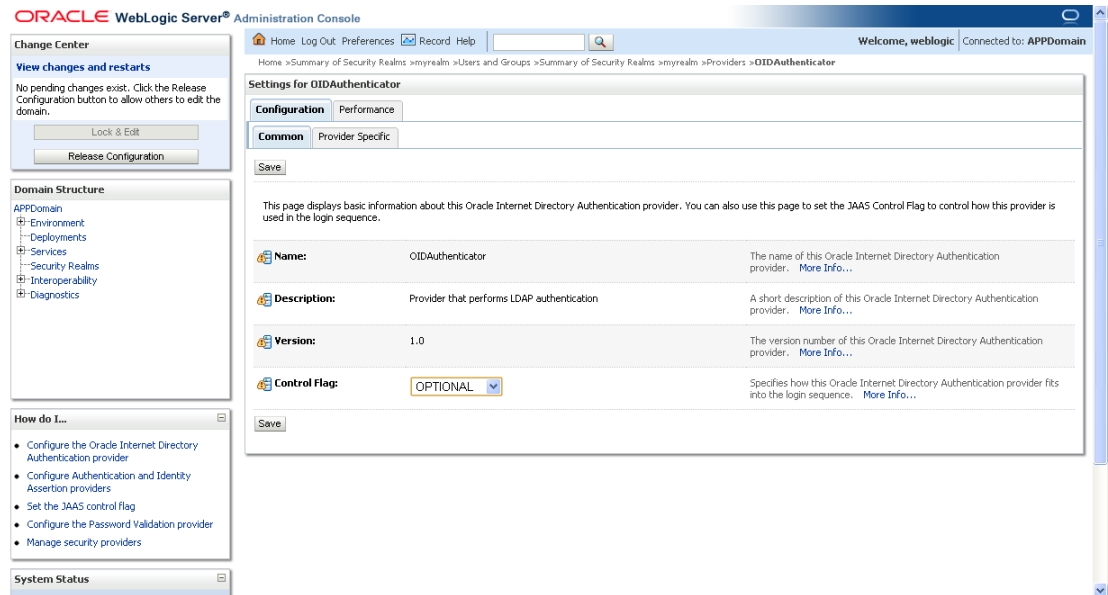 ORACLE WebLogic Server® Administration Console
Change Center
View changes and restarts
No pending changes exist. Click the Release
Configuration button to allow others to edit the
domain.
Lock & Edit
Release Configuration
Domain Structure
APPDomain
Environment
Deployments
Services
Security Realms
Interoperability
Diagnostics
How do I...
Configure the Oracle Internet Directory
Authentication provider
Configure Authentication and Identity
Assertion providers
Set the JAAS control flag
Configure the Password Validation provider
Manage security providers
System Status
Home Log Out Preferences Record Help
Welcome, weblogic Connected to: APPDomain
Home >Summary of Security Realms >myrealm >Users and Groups >Summary of Security Realms >myrealm >Providers >OIDAuthenticator
Settings for OIDAuthenticator
Configuration Performance
Common Provider Specific
Save
This page displays basic information about this Oracle Internet Directory Authentication provider. You can also use this page to set the JAAS Control Flag to control how this provider is
used in the login sequence.
Name: OIDAuthenticator The name of this Oracle Internet Directory Authentication
provider. More Info...
Description: Provider that performs LDAP authentication A short description of this Oracle Internet Directory Authentication
provider. More Info...
Version: 1.0 The version number of this Oracle Internet Directory Authentication
provider. More Info...
Control Flag: OPTIONAL Specifies how this Oracle Internet Directory Authentication provider fits
into the login sequence. More Info...
Save